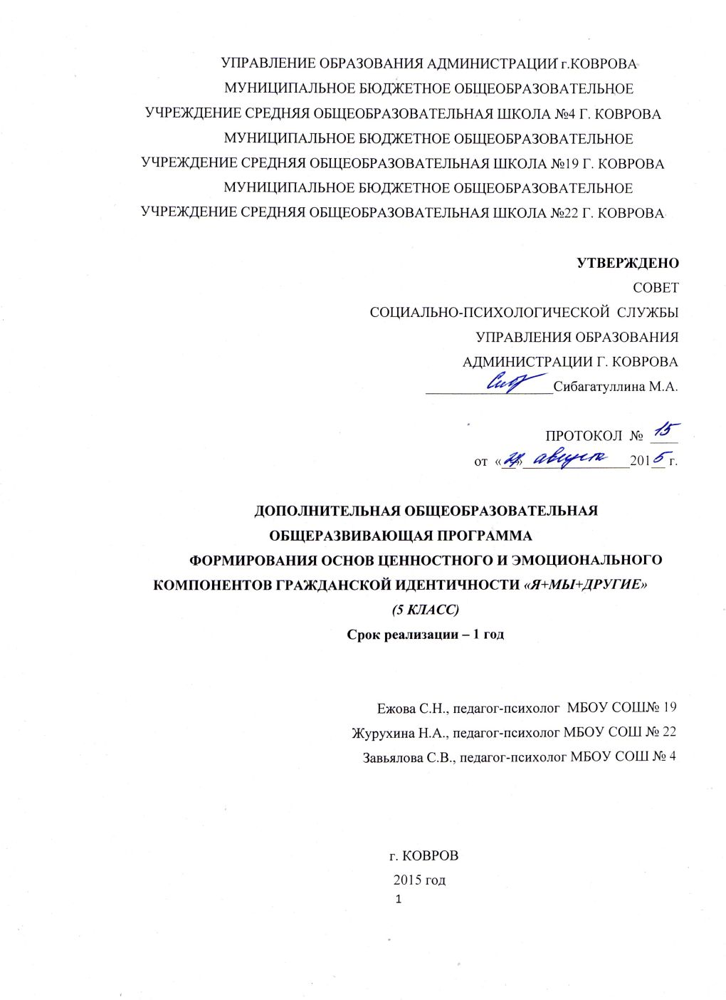 УПРАВЛЕНИЕ ОБРАЗОВАНИЯ АДМИНИСТРАЦИИ г.КОВРОВА
МУНИЦИПАЛЬНОЕ БЮДЖЕТНОЕ ОБЩЕОБРАЗОВАТЕЛЬНОЕ
УЧРЕЖДЕНИЕ СРЕДНЯЯ ОБЩЕОБРАЗОВАТЕЛЬНАЯ ШКОЛА №4 Г. КОВРОВА
МУНИЦИПАЛЬНОЕ БЮДЖЕТНОЕ ОБЩЕОБРАЗОВАТЕЛЬНОЕ
УЧРЕЖДЕНИЕ СРЕДНЯЯ ОБЩЕОБРАЗОВАТЕЛЬНАЯ ШКОЛА №19 Г. КОВРОВА
МУНИЦИПАЛЬНОЕ БЮДЖЕТНОЕ ОБЩЕОБРАЗОВАТЕЛЬНОЕ
УЧРЕЖДЕНИЕ СРЕДНЯЯ ОБЩЕОБРАЗОВАТЕЛЬНАЯ ШКОЛА №22 Г. КОВРОВА
УТВЕРЖДЕНО
СОВЕТ
СОЦИАЛЬНО-ПСИХОЛОГИЧЕСКОЙ СЛУЖБЫ
УПРАВЛЕНИЯ ОБРАЗОВАНИЯ
АДМИНИСТРАЦИИ Г. КОВРОВА
Сибагатуллина М.А.
ПРОТОКОЛ № 15
от « » августа 2015 г.
ДОПОЛНИТЕЛЬНАЯ ОБЩЕОБРАЗОВАТЕЛЬНАЯ
ОБЩЕРАЗВИВАЮЩАЯ ПРОГРАММА
ФОРМИРОВАНИЯ ОСНОВ ЦЕННОСТНОГО И ЭМОЦИОНАЛЬНОГО
КОМПОНЕНТОВ ГРАЖДАНСКОЙ ИДЕНТИЧНОСТИ «Я+МЫ+ДРУГИЕ»
(5 КЛАСС)
Срок реализации – 1 год
Ежова С.Н., педагог-психолог МБОУ СОШ№ 19
Журухина Н.А., педагог-психолог МБОУ СОШ № 22
Завьялова С.В., педагог-психолог МБОУ СОШ № 4
г. КОВРОВ
2015 год
1